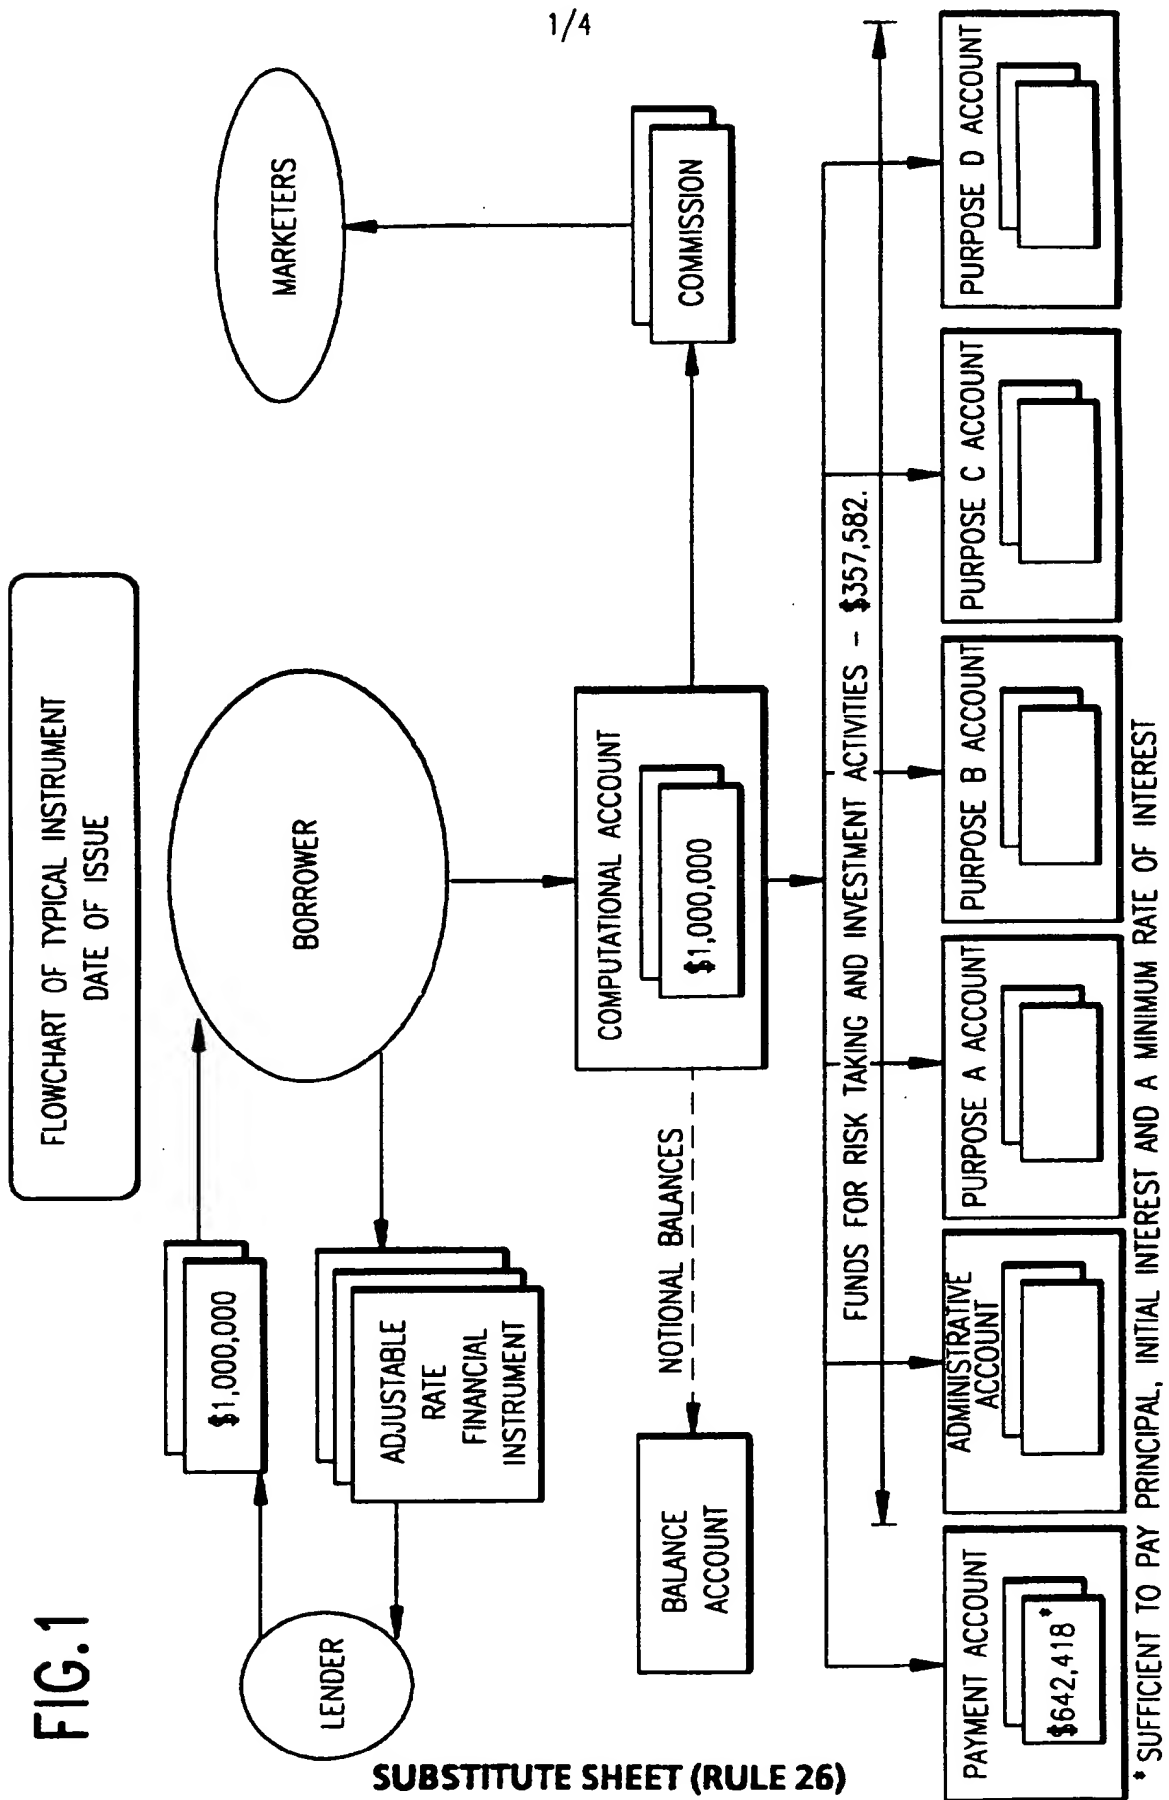 1/4
FIG.1
FLOWCHART OF TYPICAL INSTRUMENT
DATE OF ISSUE
LENDER
$1,000,000
ADJUSTABLE
RATE
FINANCIAL
INSTRUMENT
BORROWER
MARKETERS
BALANCE
ACCOUNT
NOTIONAL BALANCES
COMPUTATIONAL ACCOUNT
$1,000,000
COMMISSION
FUNDS FOR RISK TAKING AND INVESTMENT ACTIVITIES - $357,582.
PAYMENT ACCOUNT
$642,418*
ADMINISTRATIVE
ACCOUNT
PURPOSE A ACCOUNT
PURPOSE B ACCOUNT
PURPOSE C ACCOUNT
PURPOSE D ACCOUNT
*SUFFICIENT TO PAY PRINCIPAL, INITIAL INTEREST AND A MINIMUM RATE OF INTEREST
SUBSTITUTE SHEET (RULE 26)